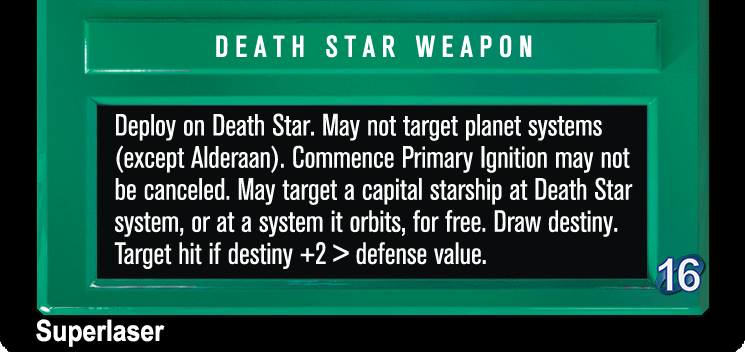 DEATH STAR WEAPON
Deploy on Death Star. May not target planet systems
(except Alderaan). Commence Primary Ignition may not
be canceled. May target a capital starship at Death Star
system, or at a system it orbits, for free. Draw destiny.
Target hit if destiny +2 > defense value.
16
Superlaser